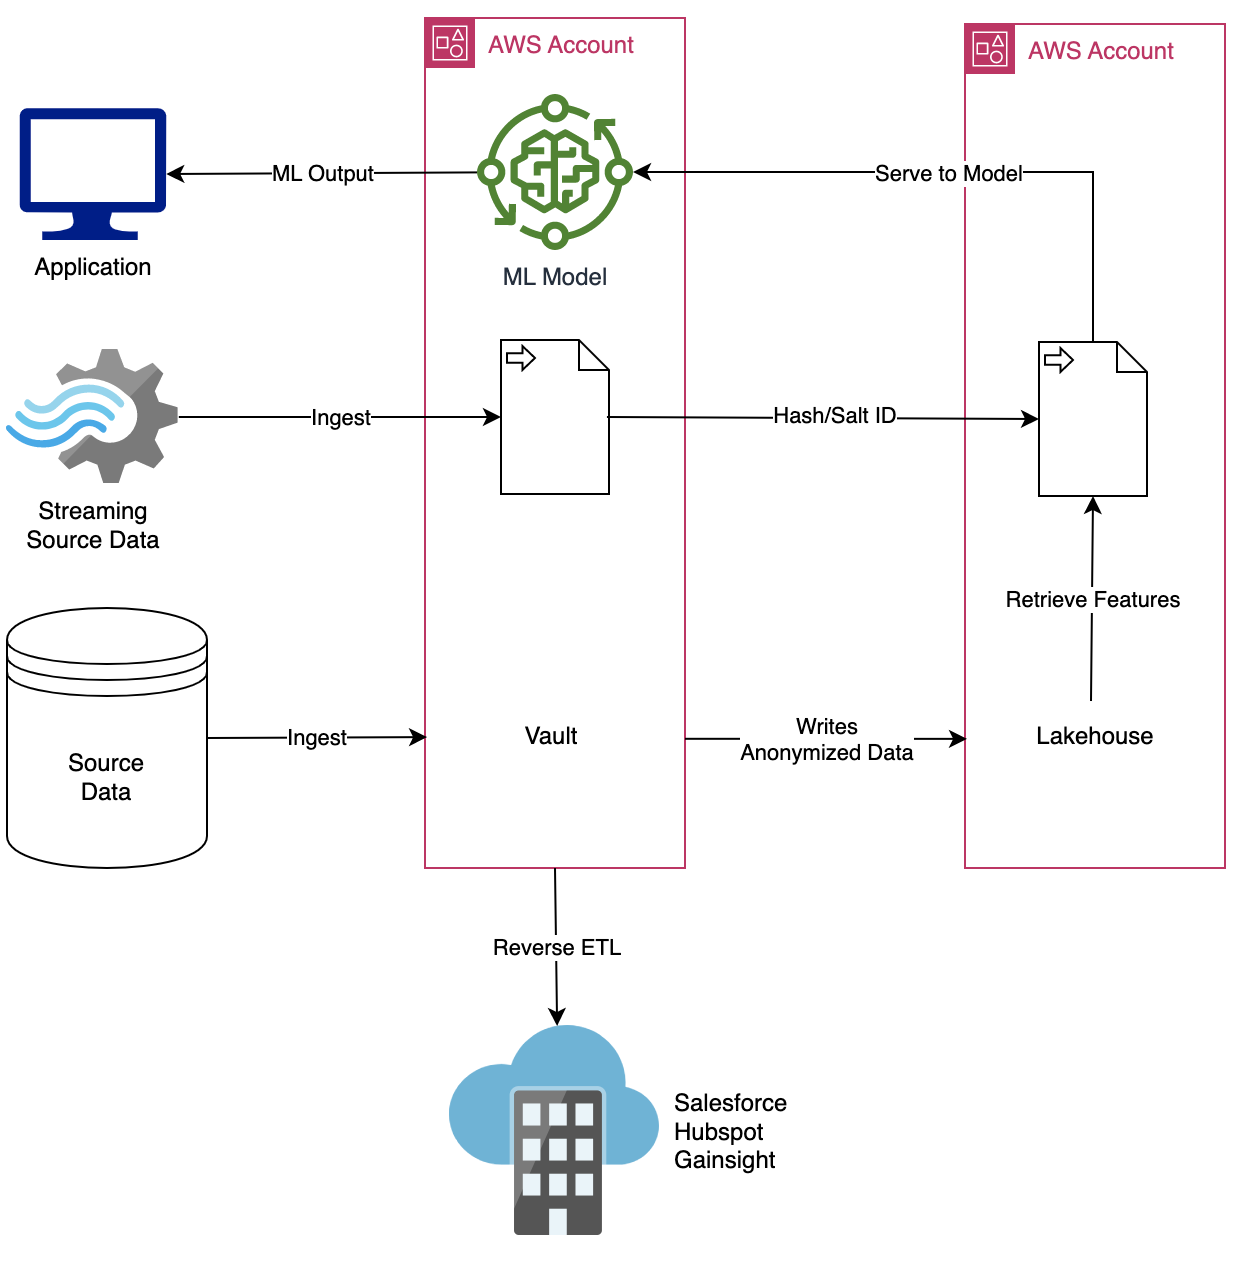 AWS Account
AWS Account
ML Output
Serve to Model
Application
ML Model
Ingest
Hash/Salt ID
Streaming
Source Data
Retrieve Features
Source
Data
Ingest
Vault
Writes
Anonymized Data
Lakehouse
Reverse ETL
Salesforce
Hubspot
Gainsight